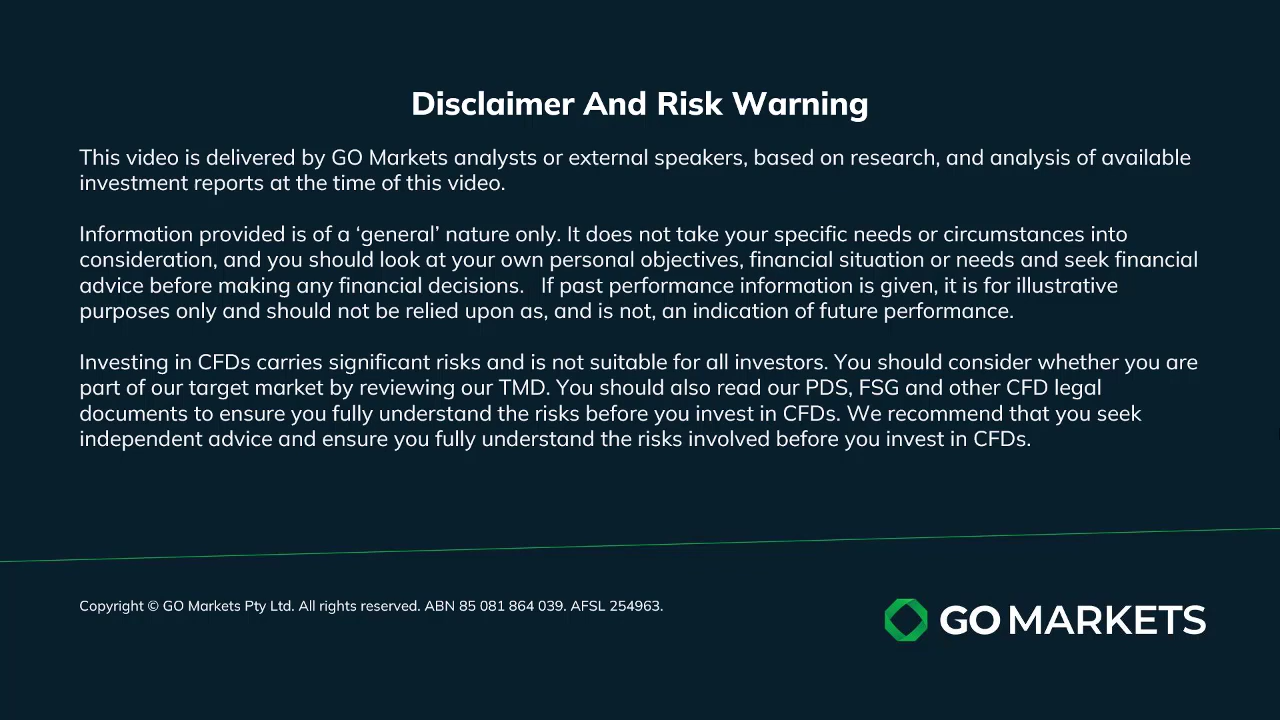 Disclaimer And Risk Warning
This video is delivered by GO Markets analysts or external speakers, based on research, and analysis of available
investment reports at the time of this video.
Information provided is of a ‘general’ nature only. It does not take your specific needs or circumstances into
consideration, and you should look at your own personal objectives, financial situation or needs and seek financial
advice before making any financial decisions.   If past performance information is given, it is for illustrative
purposes only and should not be relied upon as, and is not, an indication of future performance.
Investing in CFDs carries significant risks and is not suitable for all investors. You should consider whether you are
part of our target market by reviewing our TMD. You should also read our PDS, FSG and other CFD legal
documents to ensure you fully understand the risks before you invest in CFDs. We recommend that you seek
independent advice and ensure you fully understand the risks involved before you invest in CFDs.
Copyright © GO Markets Pty Ltd. All rights reserved. ABN 85 081 864 039. AFSL 254963.
GO MARKETS